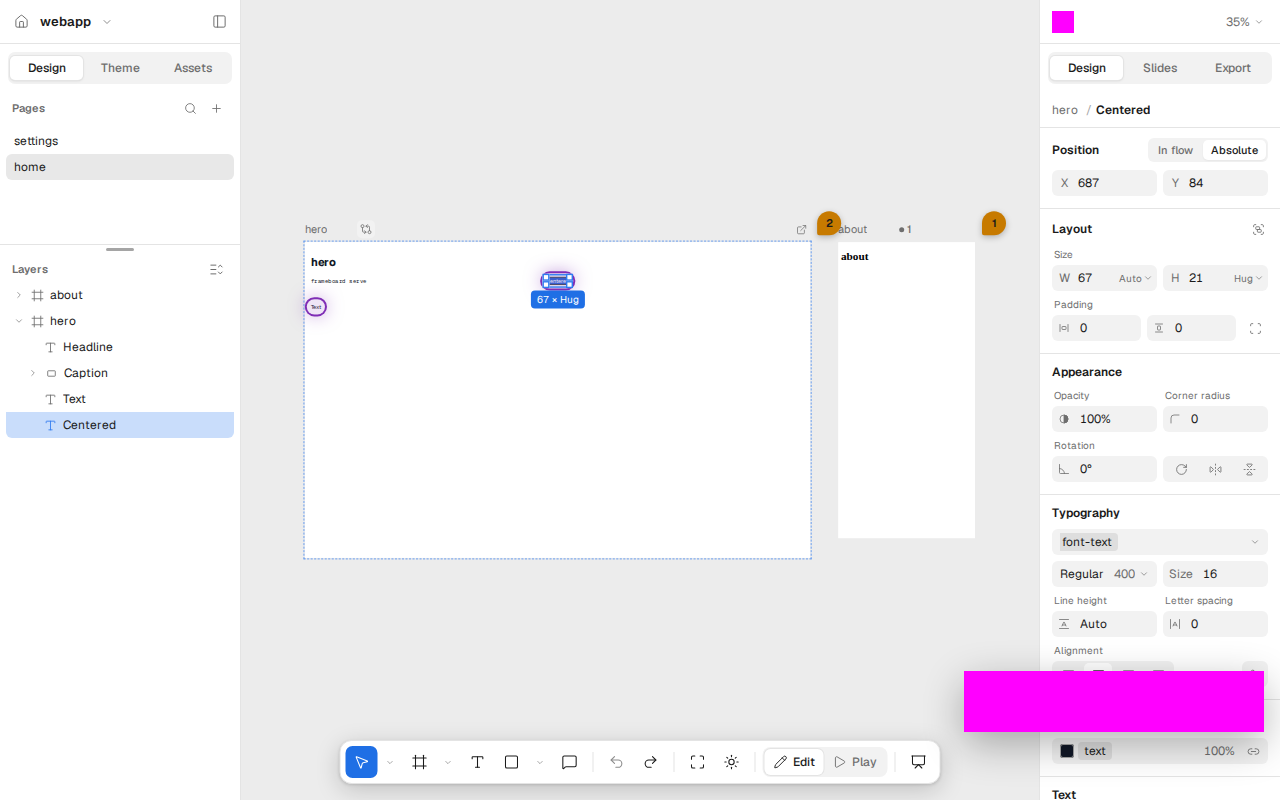 webapp
35%
Design
Theme
Assets
Design
Slides
Export
Pages
hero / Centered
settings
home
Position
In flow
Absolute
X 687
Y 84
Layout
Size
W 67 Auto
H 21 Hug
Padding
0
0
hero
2
about
1
1
hero
frameboard serve
67 × Hug
Text
about
Layers
about
hero
Headline
Caption
Text
Centered
Appearance
Opacity
Corner radius
100%
0
Rotation
0°
Typography
font-text
Regular 400
Size 16
Line height
Letter spacing
Auto
0
Alignment
text 100%
Text
Edit
Play